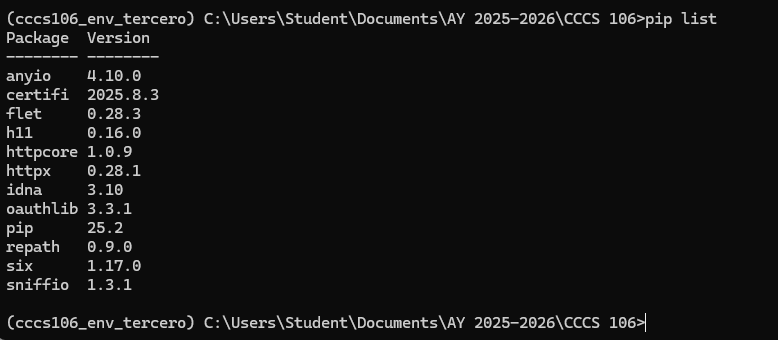 (cccs106_env_tercero) C:\Users\Student\Documents\AY 2025-2026\CCCS 106>pip list
Package  Version
-------- --------
anyio    4.10.0
certifi  2025.8.3
flet     0.28.3
h11      0.16.0
httpcore 1.0.9
httpx    0.28.1
idna     3.10
oauthlib 3.3.1
pip      25.2
repath   0.9.0
six      1.17.0
sniffio  1.3.1
(cccs106_env_tercero) C:\Users\Student\Documents\AY 2025-2026\CCCS 106>